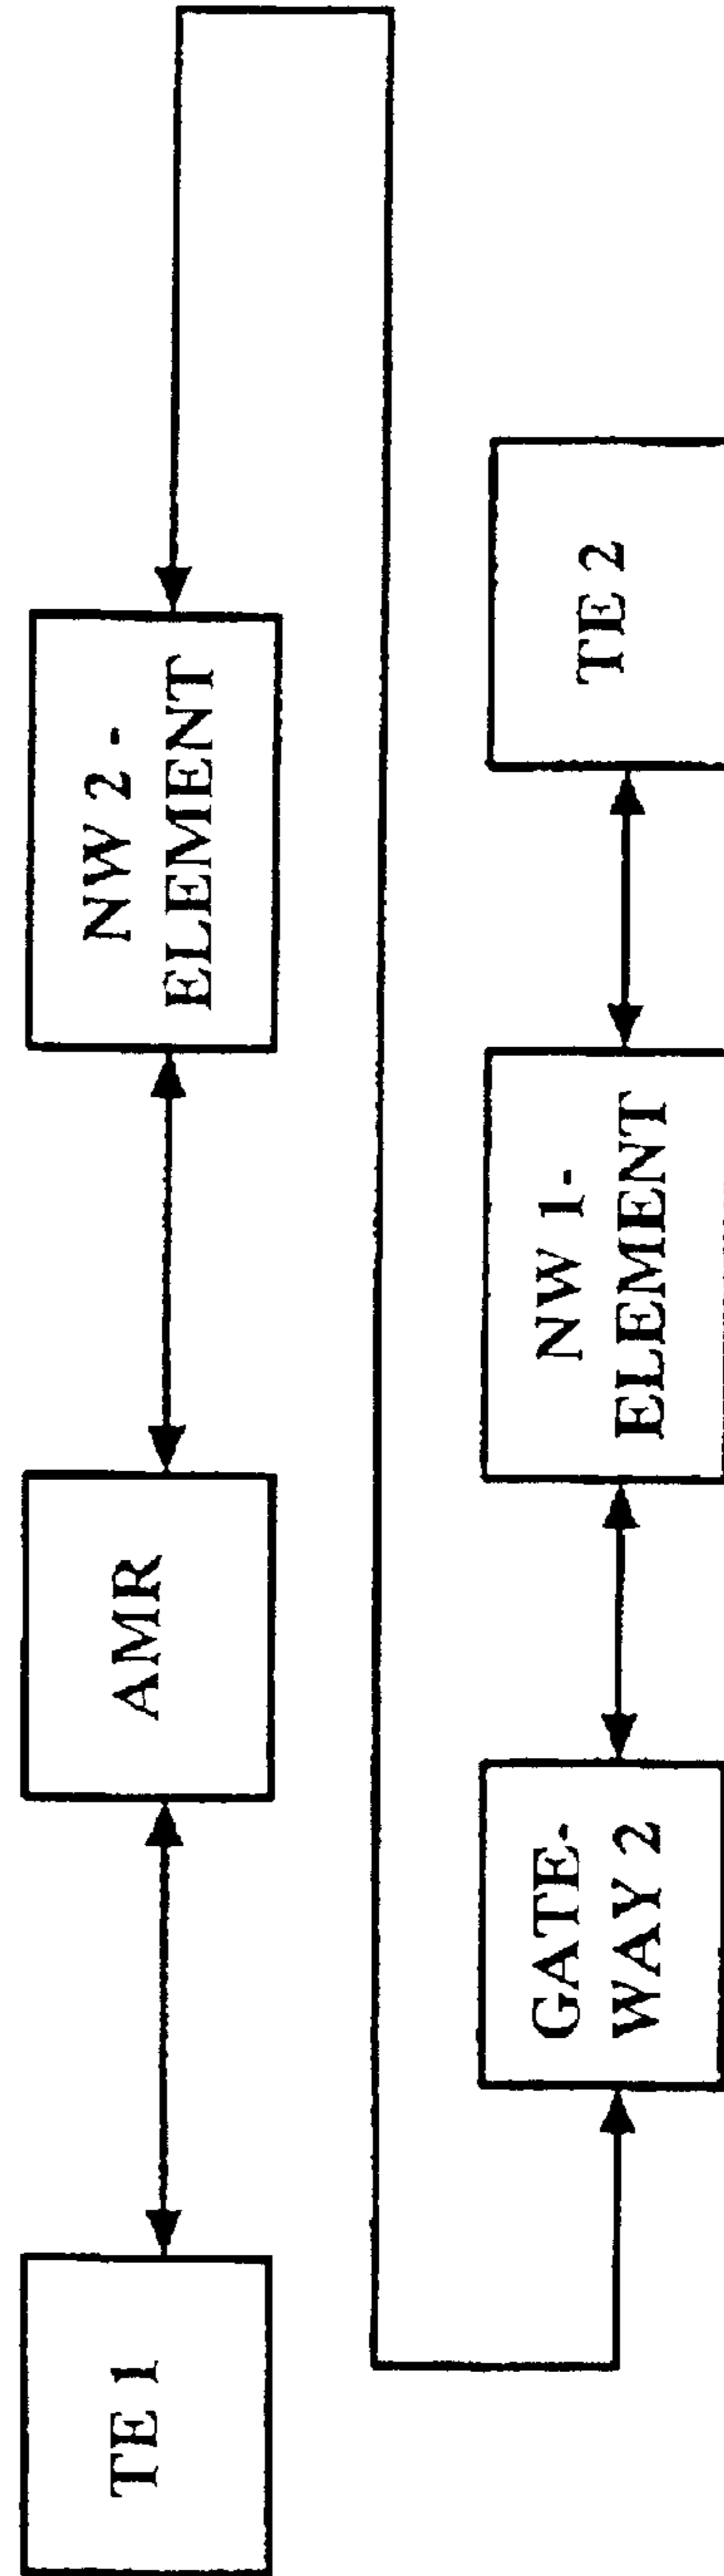 TE 1
AMR
NW 2 -
ELEMENT
GATE-
WAY 2
NW 1-
ELEMENT
TE 2